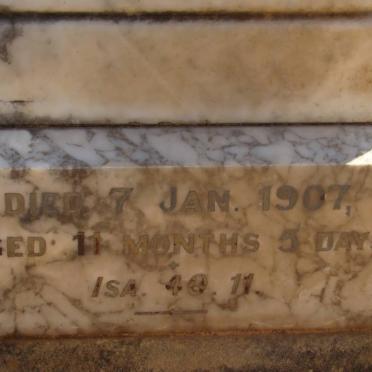 DIED 7 JAN. 1907,
GED 11 MONTHS 5 DAY
ISA. 40. 11.